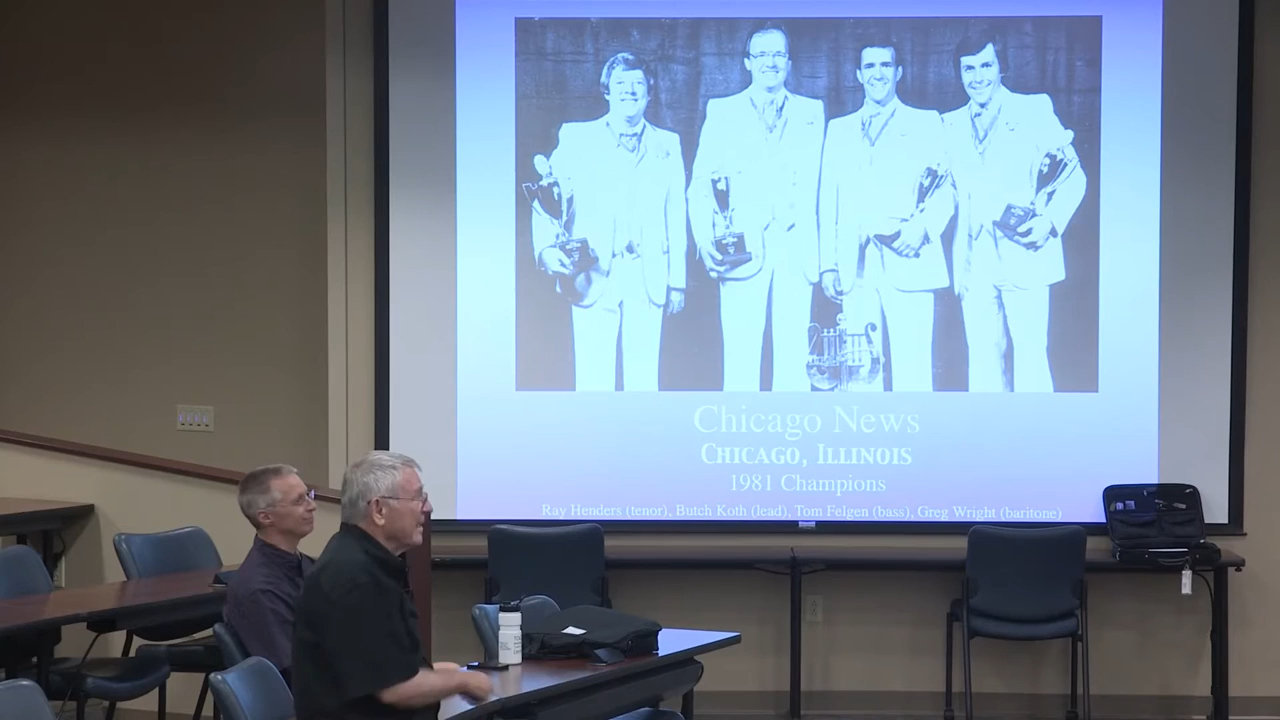 Chicago News
CHICAGO, ILLINOIS
1981 Champions
Ray Henders (tenor), Butch Koth (lead), Tom Felgen (bass), Greg Wright (baritone)